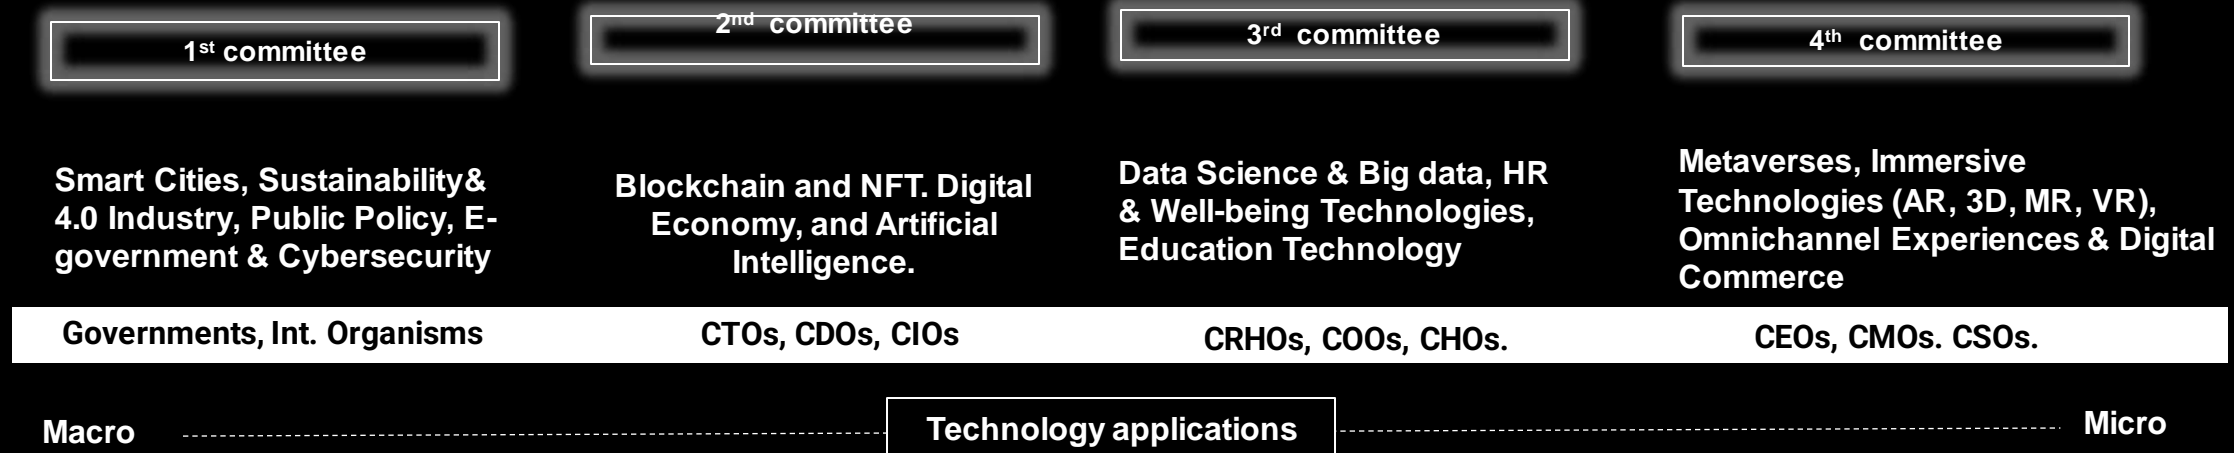 1st committee
2nd committee
3rd committee
4th committee
Smart Cities, Sustainability&
4.0 Industry, Public Policy, E-
government & Cybersecurity
Blockchain and NFT. Digital
Economy, and Artificial
Intelligence.
Data Science & Big data, HR
& Well-being Technologies,
Education Technology
Metaverses, Immersive
Technologies (AR, 3D, MR, VR),
Omnichannel Experiences & Digital
Commerce
Governments, Int. Organisms
CTOs, CDOs, CIOs
CRHOs, COOs, CHOs.
CEOs, CMOs. CSOs.
Macro
Technology applications
Micro